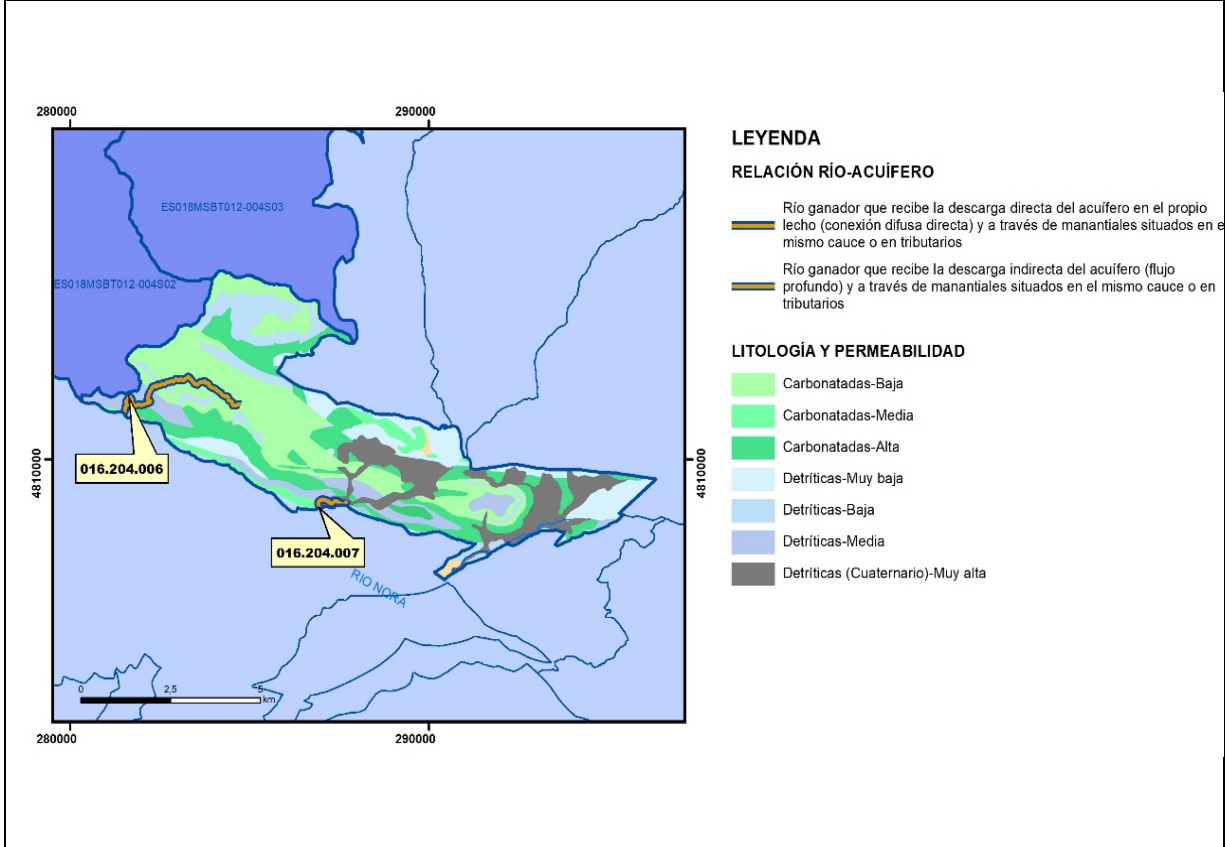 280000
290000
ES018MSBT012-004S03
ES018MSBT012-004S02
4810000
4810000
016.204.006
016.204.007
RIO NORA
0
2,5
5
km
280000
290000
LEYENDA
RELACIÓN RÍO-ACUÍFERO
Río ganador que recibe la descarga directa del acuífero en el propio
lecho (conexión difusa directa) y a través de manantiales situados en e
mismo cauce o en tributarios
Río ganador que recibe la descarga indirecta del acuífero (flujo
profundo) y a través de manantiales situados en el mismo cauce o en
tributarios
LITOLOGÍA Y PERMEABILIDAD
Carbonatadas-Baja
Carbonatadas-Media
Carbonatadas-Alta
Detríticas-Muy baja
Detríticas-Baja
Detríticas-Media
Detríticas (Cuaternario)-Muy alta